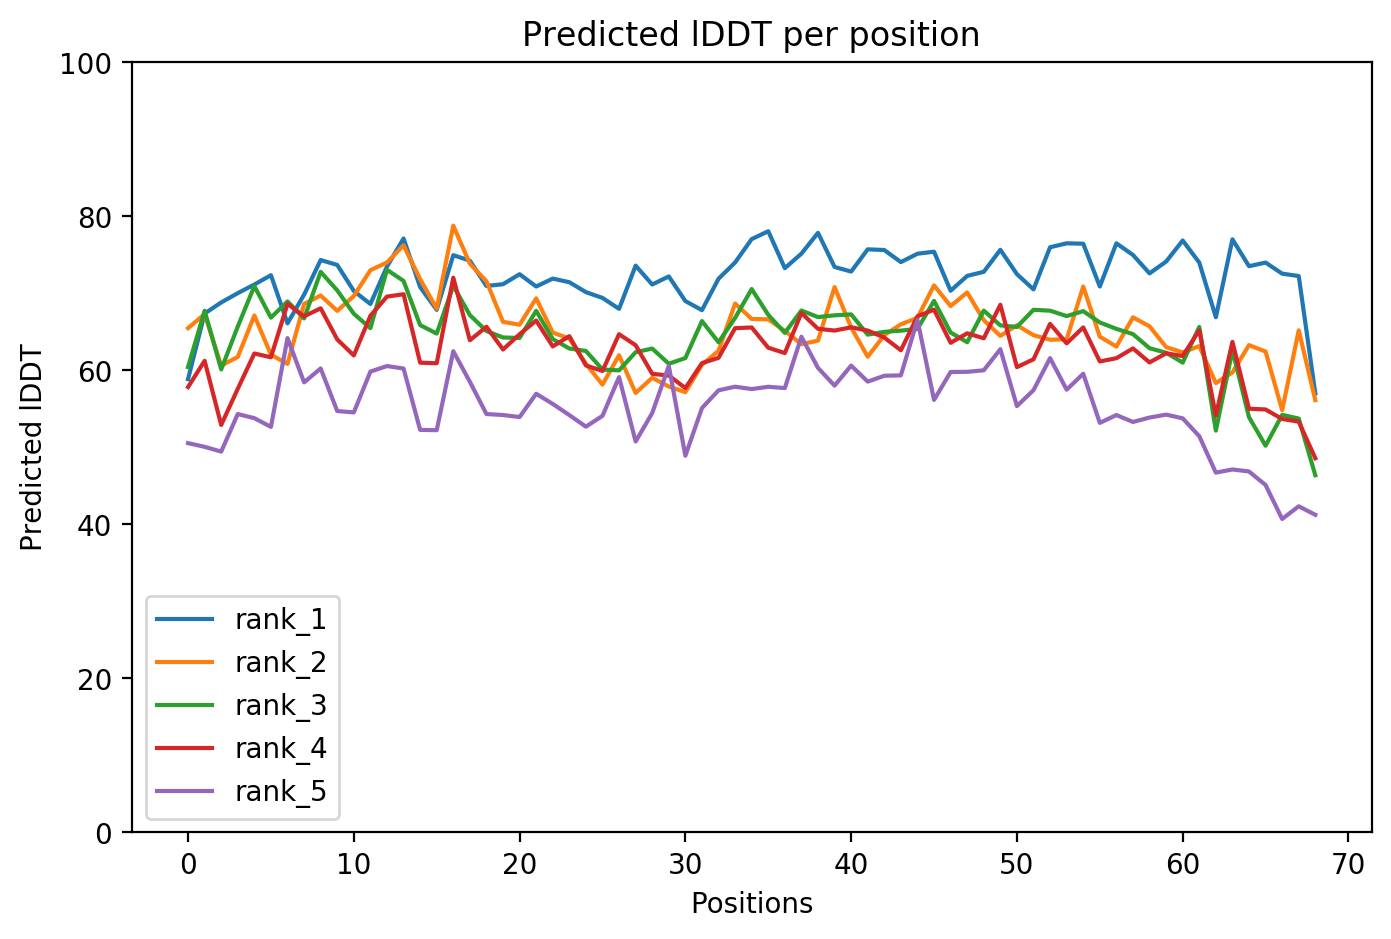 Predicted lDDT per position
100
80
60
40
20
0
Predicted lDDT
rank_1
rank_2
rank_3
rank_4
rank_5
0 10 20 30 40 50 60 70
Positions